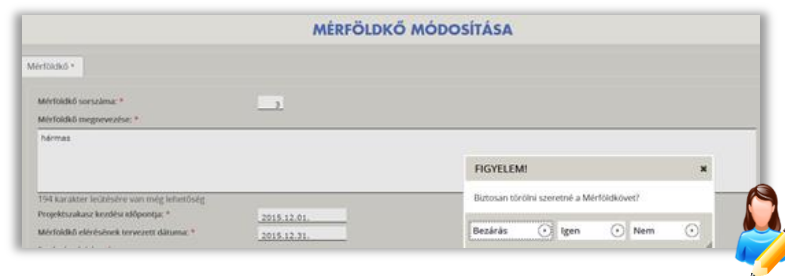 MÉRFÖLDKŐ MÓDOSÍTÁSA
Mérföldkő *
Mérföldkő sorszáma: * 3
Mérföldkő megnevezése: *
hármas
194 karakter leütésére van még lehetőség
Projektszakasz kezdési időpontja: * 2015.12.01.
Mérföldkő elérésének tervezett dátuma: * 2015.12.31.
FIGYELEM!
Biztosan törölni szeretné a Mérföldkövet?
Bezárás Igen Nem